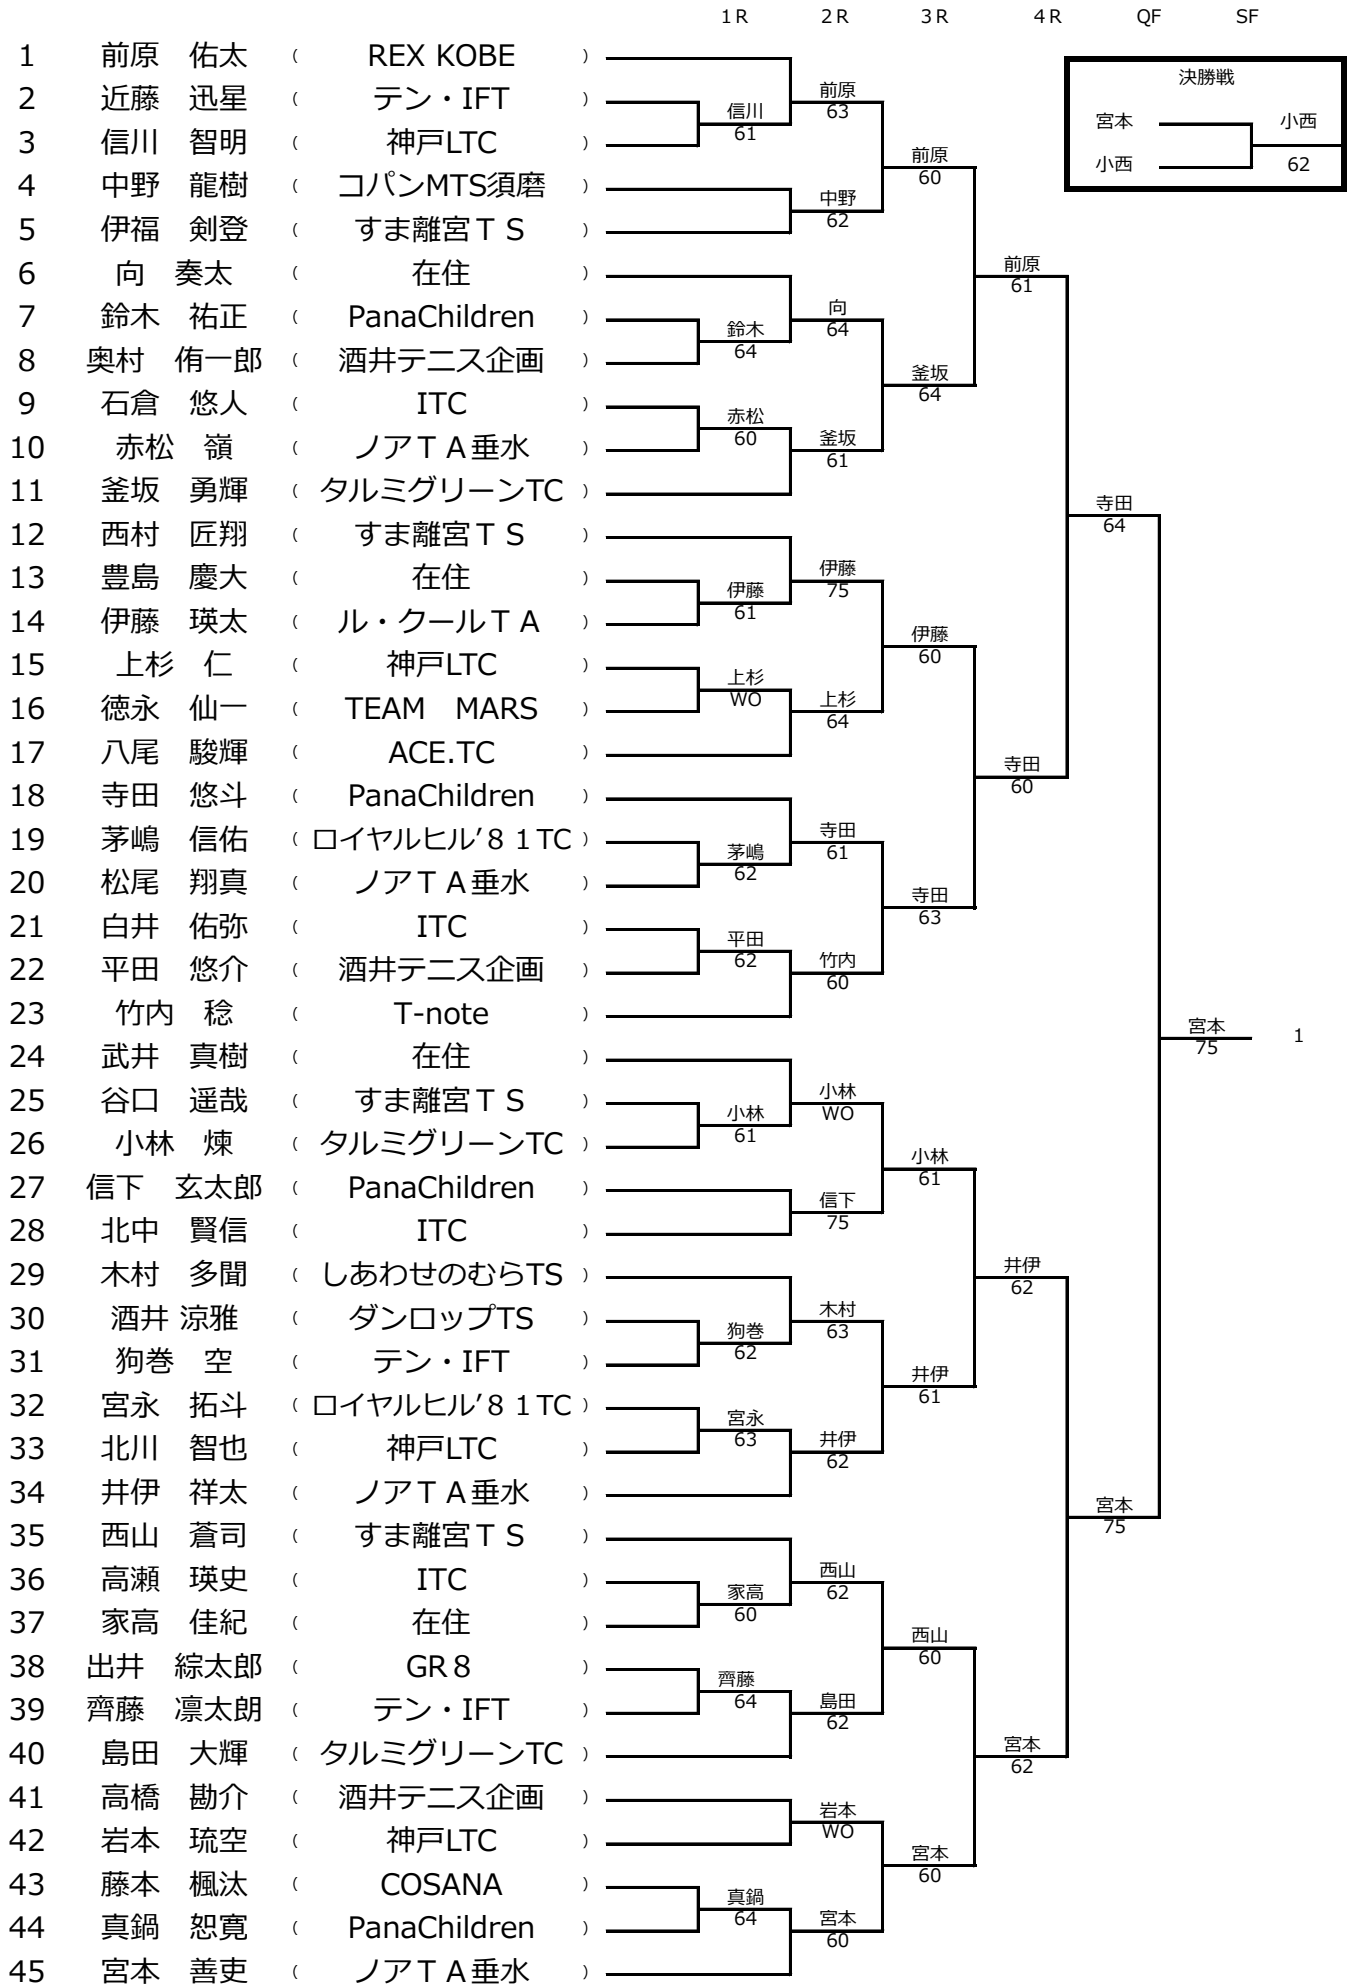 1R 2R 3R 4R QF SF
決勝戦
宮本 小西
小西 62
1 前原 佑太 ( REX KOBE )
2 近藤 迅星 ( テン・IFT ) 前原
信川 63
3 信川 智明 ( 神戸LTC ) 61
前原
4 中野 龍樹 ( コパンMTS須磨 ) 60
中野
5 伊福 剣登 ( すま離宮ＴＳ ) 62
6 向 奏太 ( 在住 ) 前原
61
7 鈴木 祐正 ( PanaChildren ) 向
鈴木 64
8 奥村 侑一郎 ( 酒井テニス企画 ) 64
釜坂
9 石倉 悠人 ( ITC ) 64
赤松
10 赤松 嶺 ( ノアＴＡ垂水 ) 60 釜坂
61
11 釜坂 勇輝 ( タルミグリーンTC )
寺田
12 西村 匠翔 ( すま離宮ＴＳ ) 64
13 豊島 慶大 ( 在住 ) 伊藤
伊藤 75
14 伊藤 瑛太 ( ル・クールＴＡ ) 61
伊藤
15 上杉 仁 ( 神戸LTC ) 60
上杉
16 徳永 仙一 ( TEAM MARS ) WO 上杉
64
17 八尾 駿輝 ( ACE.TC )
寺田
18 寺田 悠斗 ( PanaChildren ) 60
19 茅嶋 信佑 ( ロイヤルヒル’８１TC ) 寺田
茅嶋 61
20 松尾 翔真 ( ノアＴＡ垂水 ) 62
寺田
21 白井 佑弥 ( ITC ) 63
平田
22 平田 悠介 ( 酒井テニス企画 ) 62 竹内
60
23 竹内 稔 ( T-note )
宮本 1
24 武井 真樹 ( 在住 ) 75
25 谷口 遥哉 ( すま離宮ＴＳ ) 小林
小林 WO
26 小林 煉 ( タルミグリーンTC ) 61
小林
27 信下 玄太郎 ( PanaChildren ) 61
信下
28 北中 賢信 ( ITC ) 75
29 木村 多聞 ( しあわせのむらTS ) 井伊
62
30 酒井 涼雅 ( ダンロップTS ) 木村
狗巻 63
31 狗巻 空 ( テン・IFT ) 62
井伊
32 宮永 拓斗 ( ロイヤルヒル’８１TC ) 61
宮永
33 北川 智也 ( 神戸LTC ) 63 井伊
62
34 井伊 祥太 ( ノアＴＡ垂水 )
宮本
35 西山 蒼司 ( すま離宮ＴＳ ) 75
36 高瀬 瑛史 ( ITC ) 西山
家高 62
37 家高 佳紀 ( 在住 ) 60
西山
38 出井 綜太郎 ( GR８ ) 60
齊藤
39 齊藤 凛太朗 ( テン・IFT ) 64 島田
62
40 島田 大輝 ( タルミグリーンTC ) 宮本
62
41 高橋 勘介 ( 酒井テニス企画 )
岩本
42 岩本 琉空 ( 神戸LTC ) WO
宮本
43 藤本 楓汰 ( COSANA ) 60
真鍋
44 真鍋 恕寛 ( PanaChildren ) 64 宮本
60
45 宮本 善吏 ( ノアＴＡ垂水 )